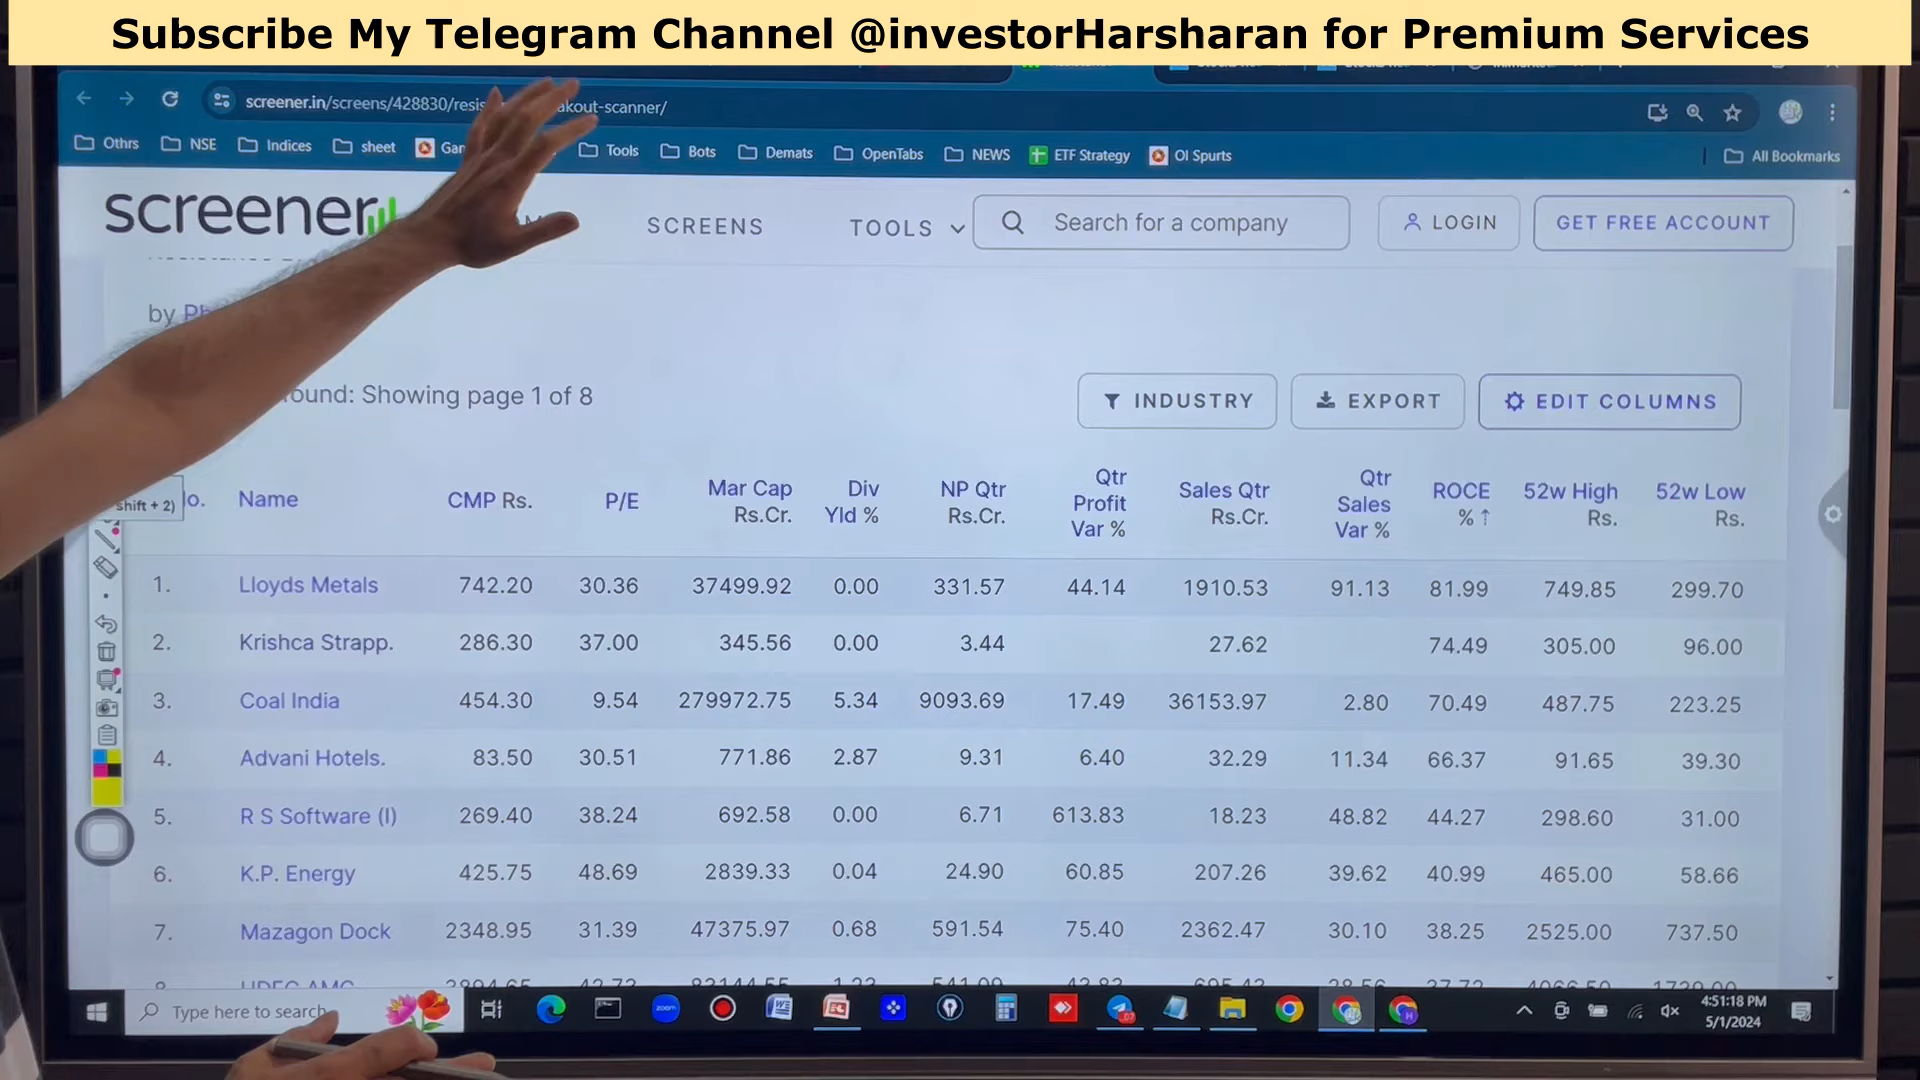 Subscribe My Telegram Channel @investorHarsharan for Premium Services
screener.in/screens/428830/resis akout-scanner/
Othrs NSE Indices sheet Tools Bots Demats OpenTabs NEWS ETF Strategy OI Spurts All Bookmarks
screener SCREENS TOOLS Search for a company LOGIN GET FREE ACCOUNT
by
ound: Showing page 1 of 8 INDUSTRY EXPORT EDIT COLUMNS
shift + 2)
o. Name CMP Rs. P/E Mar Cap Rs.Cr. Div Yld % NP Qtr Rs.Cr. Qtr Profit Var % Sales Qtr Rs.Cr. Qtr Sales Var % ROCE % ↑ 52w High Rs. 52w Low Rs.
1. Lloyds Metals 742.20 30.36 37499.92 0.00 331.57 44.14 1910.53 91.13 81.99 749.85 299.70
2. Krishca Strapp. 286.30 37.00 345.56 0.00 3.44 27.62 74.49 305.00 96.00
3. Coal India 454.30 9.54 279972.75 5.34 9093.69 17.49 36153.97 2.80 70.49 487.75 223.25
4. Advani Hotels. 83.50 30.51 771.86 2.87 9.31 6.40 32.29 11.34 66.37 91.65 39.30
5. R S Software (I) 269.40 38.24 692.58 0.00 6.71 613.83 18.23 48.82 44.27 298.60 31.00
6. K.P. Energy 425.75 48.69 2839.33 0.04 24.90 60.85 207.26 39.62 40.99 465.00 58.66
7. Mazagon Dock 2348.95 31.39 47375.97 0.68 591.54 75.40 2362.47 30.10 38.25 2525.00 737.50
Type here to search zoom 4:51:18 PM
5/1/2024